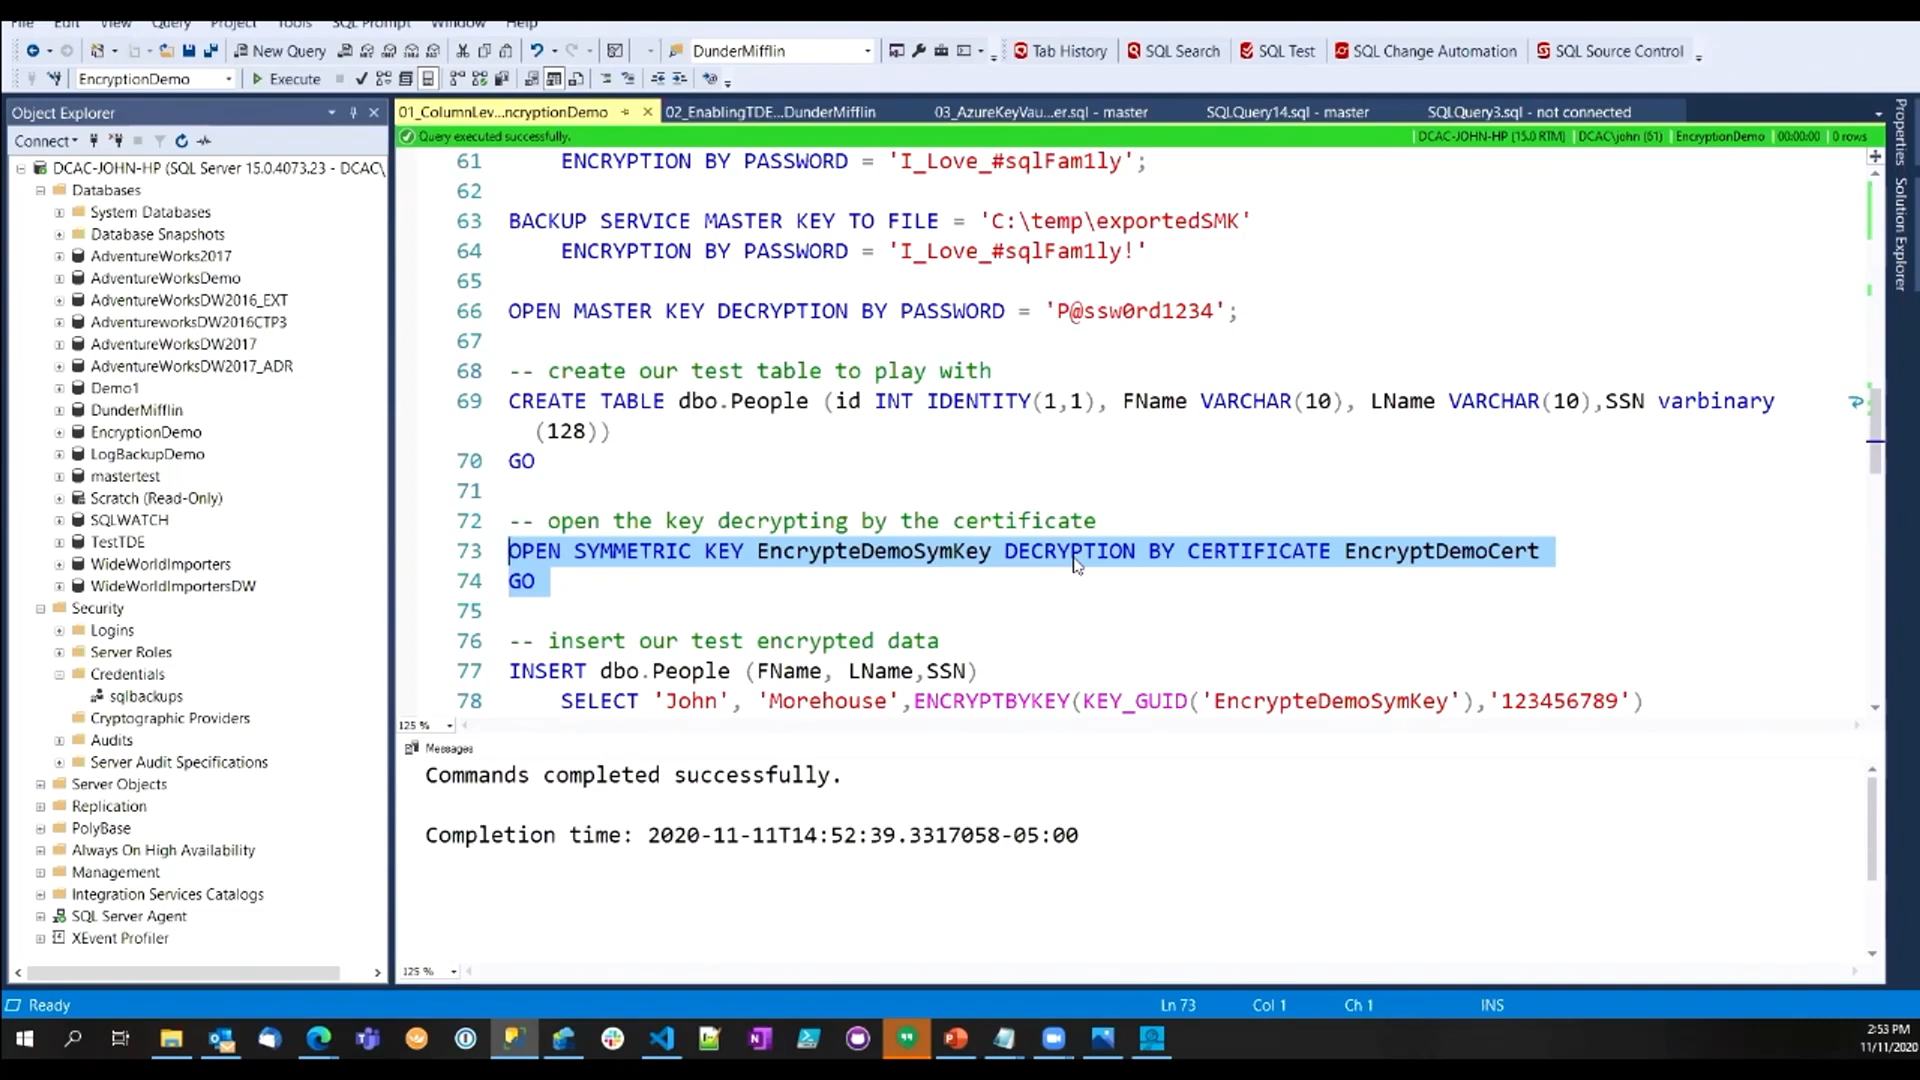 File Edit View Query Project Tools SQL Prompt Window Help
New Query DunderMifflin Tab History SQL Search SQL Test SQL Change Automation SQL Source Control
EncryptionDemo Execute
Object Explorer
01_ColumnLev...ncryptionDemo 02_EnablingTDE...DunderMifflin 03_AzureKeyVau...er.sql - master SQLQuery14.sql - master SQLQuery3.sql - not connected
Connect
Query executed successfully. DCAC-JOHN-HP (15.0 RTM) DCAC\john (61) EncryptionDemo 00:00:00 0 rows
DCAC-JOHN-HP (SQL Server 15.0.4073.23 - DCAC\
Databases
System Databases
Database Snapshots
AdventureWorks2017
AdventureWorksDemo
AdventureWorksDW2016_EXT
AdventureworksDW2016CTP3
AdventureWorksDW2017
AdventureWorksDW2017_ADR
Demo1
DunderMifflin
EncryptionDemo
LogBackupDemo
mastertest
Scratch (Read-Only)
SQLWATCH
TestTDE
WideWorldImporters
WideWorldImportersDW
Security
Logins
Server Roles
Credentials
sqlbackups
Cryptographic Providers
Audits
Server Audit Specifications
Server Objects
Replication
PolyBase
Always On High Availability
Management
Integration Services Catalogs
SQL Server Agent
XEvent Profiler
61 ENCRYPTION BY PASSWORD = 'I_Love_#sqlFam1ly';
62
63 BACKUP SERVICE MASTER KEY TO FILE = 'C:\temp\exportedSMK'
64 ENCRYPTION BY PASSWORD = 'I_Love_#sqlFam1ly!'
65
66 OPEN MASTER KEY DECRYPTION BY PASSWORD = 'P@ssw0rd1234';
67
68 -- create our test table to play with
69 CREATE TABLE dbo.People (id INT IDENTITY(1,1), FName VARCHAR(10), LName VARCHAR(10),SSN varbinary
(128))
70 GO
71
72 -- open the key decrypting by the certificate
73 OPEN SYMMETRIC KEY EncrypteDemoSymKey DECRYPTION BY CERTIFICATE EncryptDemoCert
74 GO
75
76 -- insert our test encrypted data
77 INSERT dbo.People (FName, LName,SSN)
78 SELECT 'John', 'Morehouse',ENCRYPTBYKEY(KEY_GUID('EncrypteDemoSymKey'),'123456789')
125 %
Messages
Commands completed successfully.
Completion time: 2020-11-11T14:52:39.3317058-05:00
125 %
Properties
Solution Explorer
Ready Ln 73 Col 1 Ch 1 INS
2:53 PM
11/11/2020